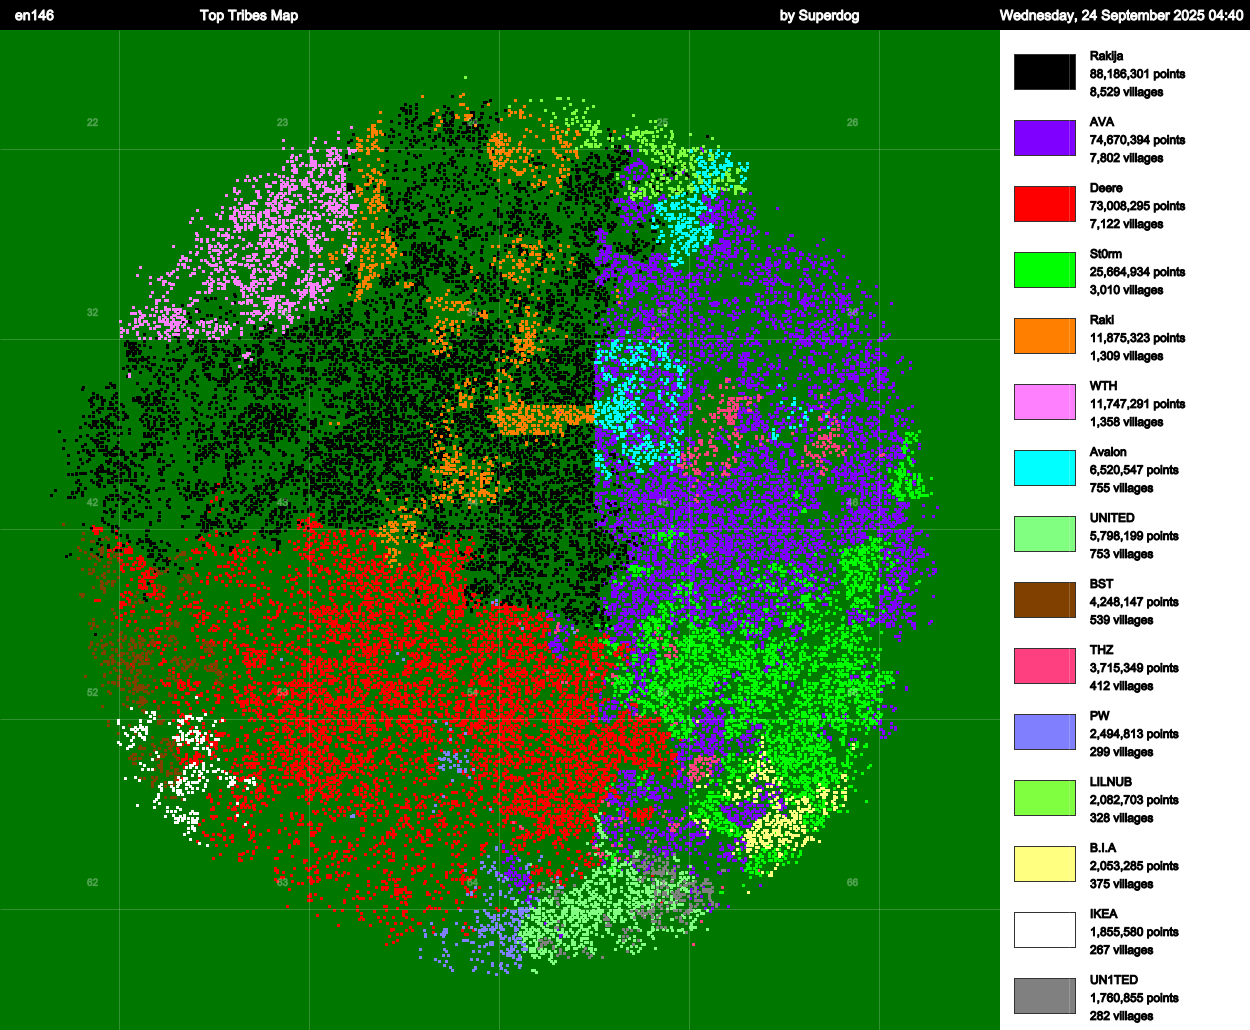 en146 Top Tribes Map by Superdog Wednesday, 24 September 2025 04:40
Rakija
88,186,301 points
8,529 villages
AVA
74,670,394 points
7,802 villages
Deere
73,008,295 points
7,122 villages
St0rm
25,664,934 points
3,010 villages
Raki
11,875,323 points
1,309 villages
WTH
11,747,291 points
1,358 villages
Avalon
6,520,547 points
755 villages
UNITED
5,798,199 points
753 villages
BST
4,248,147 points
539 villages
THZ
3,715,349 points
412 villages
PW
2,494,813 points
299 villages
LILNUB
2,082,703 points
328 villages
B.I.A
2,053,285 points
375 villages
IKEA
1,855,580 points
267 villages
UN1TED
1,760,855 points
282 villages
22 23 25 26
32 35 36
42 43 45 46
52 53 54
62 63 64 66